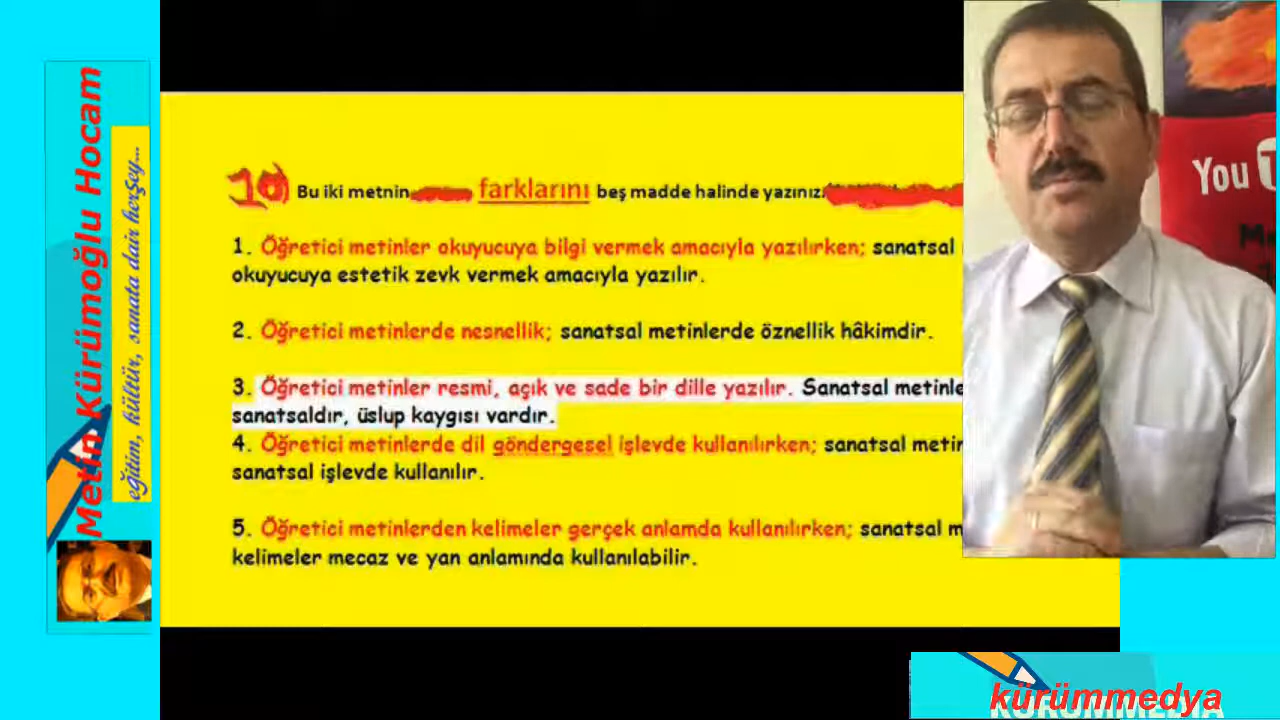 Metin Kürümoğlu Hocam
eğitim, kültür, sanata dair herşey...
10) Bu iki metnin farklarını beş madde halinde yazınız.
1. Öğretici metinler okuyucuya bilgi vermek amacıyla yazılırken; sanatsal
okuyucuya estetik zevk vermek amacıyla yazılır.
2. Öğretici metinlerde nesnellik; sanatsal metinlerde öznellik hâkimdir.
3. Öğretici metinler resmi, açık ve sade bir dille yazılır. Sanatsal metinle
sanatsaldır, üslup kaygısı vardır.
4. Öğretici metinlerde dil göndergesel işlevde kullanılırken; sanatsal metin
sanatsal işlevde kullanılır.
5. Öğretici metinlerden kelimeler gerçek anlamda kullanılırken; sanatsal m
kelimeler mecaz ve yan anlamında kullanılabilir.
You T
Me
kürümmedya
KÜRÜMMEDYA